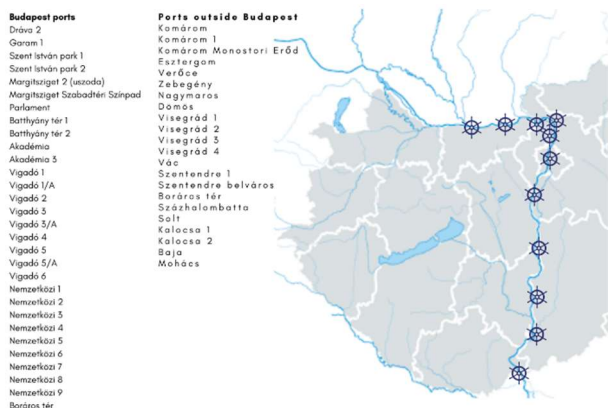 Budapest ports
Dráva 2
Garam 1
Szent István park 1
Szent István park 2
Margitsziget 2 (uszoda)
Margitsziget Szabadtéri Színpad
Parlament
Batthyány tér 1
Batthyány tér 2
Akadémia
Akadémia 3
Vigadó 1
Vigadó 1/A
Vigadó 2
Vigadó 3
Vigadó 3/A
Vigadó 4
Vigadó 5
Vigadó 5/A
Vigadó 6
Nemzetközi 1
Nemzetközi 2
Nemzetközi 3
Nemzetközi 4
Nemzetközi 5
Nemzetközi 6
Nemzetközi 7
Nemzetközi 8
Nemzetközi 9
Boráros tér
Ports outside Budapest
Komárom
Komárom 1
Komárom Monostori Erőd
Esztergom
Verőce
Zebegény
Nagymaros
Dömös
Visegrád 1
Visegrád 2
Visegrád 3
Visegrád 4
Vác
Szentendre 1
Szentendre belváros
Boráros tér
Százhalombatta
Solt
Kalocsa 1
Kalocsa 2
Baja
Mohács